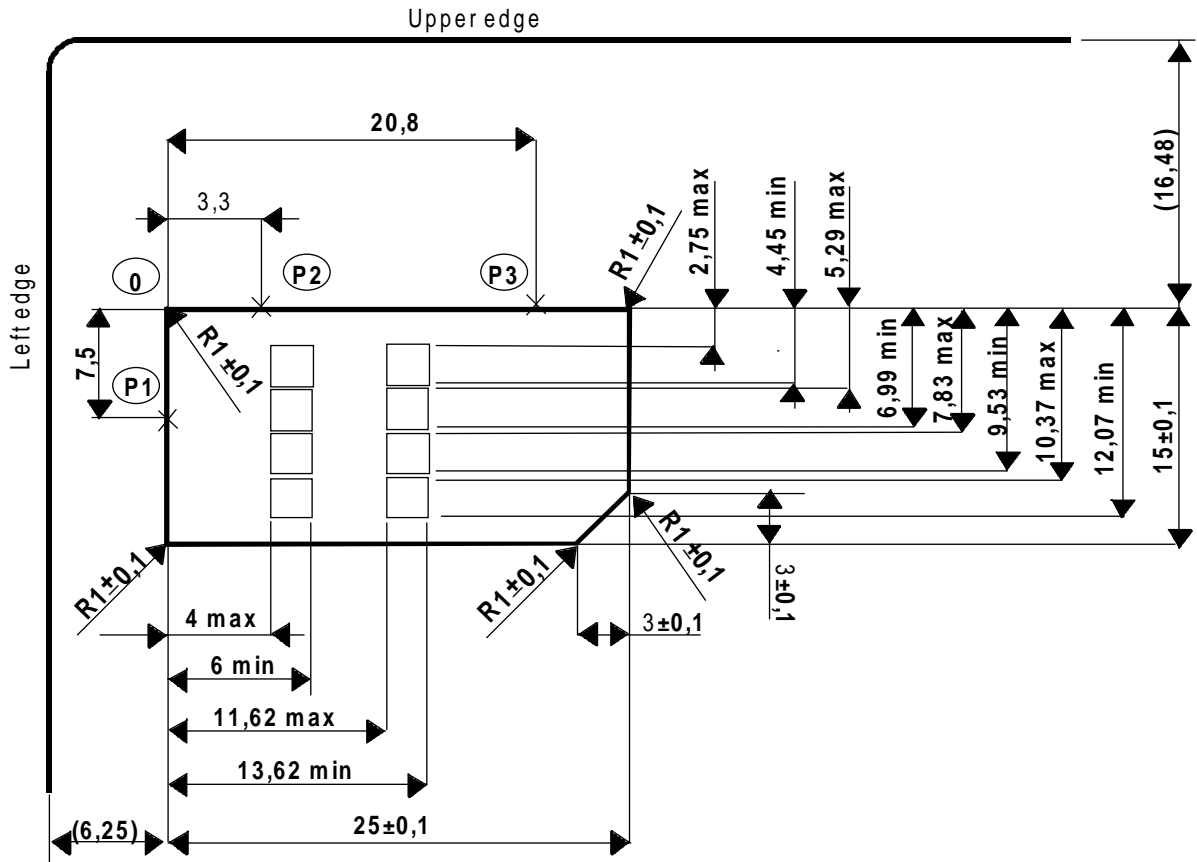 Upper edge
Left edge
20,8
3,3
0
P2
P3
R1±0,1
2,75 max
4,45 min
5,29 max
(16,48)
7,5
P1
R1±0,1
6,99 min
7,83 max
9,53 min
10,37 max
12,07 min
15±0,1
R1±0,1
R1±0,1
R1±0,1
3±0,1
4 max
3±0,1
6 min
11,62 max
13,62 min
(6,25)
25±0,1